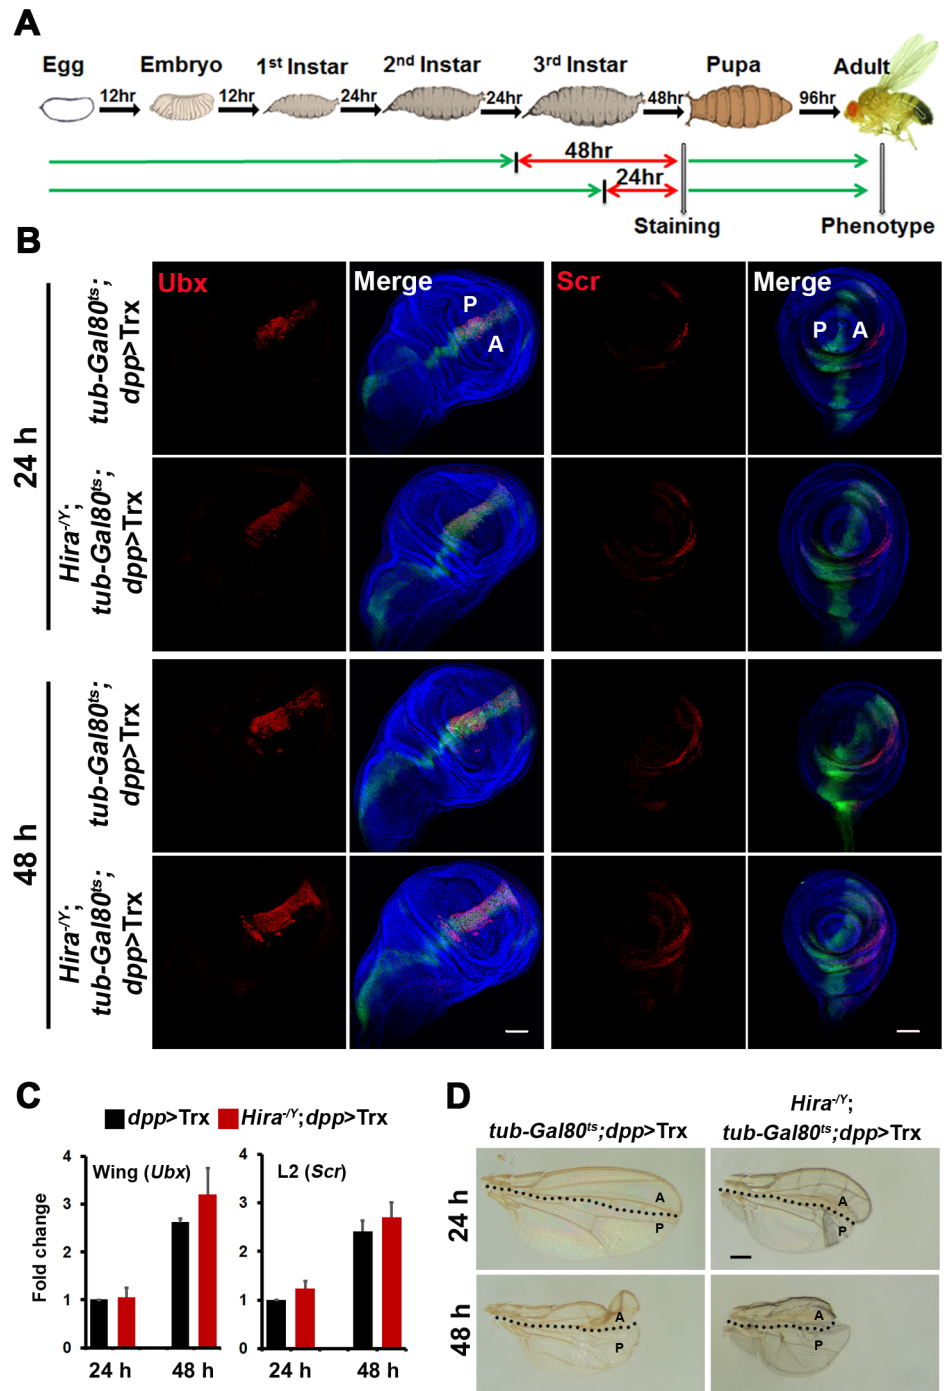 A
Egg
Embryo
1st Instar
2nd Instar
3rd Instar
Pupa
Adult
12hr
12hr
24hr
24hr
48hr
96hr
48hr
24hr
Staining
Phenotype
B
Ubx
Merge
Scr
Merge
P
A
P
A
24 h
tub-Gal80ts;
dpp>Trx
Hira-/Y;
tub-Gal80ts;
dpp>Trx
48 h
tub-Gal80ts;
dpp>Trx
Hira-/Y;
tub-Gal80ts;
dpp>Trx
C
dpp>Trx
Hira-/Y;dpp>Trx
Fold change
4
3
2
1
0
Wing (Ubx)
24 h
48 h
4
3
2
1
0
L2 (Scr)
24 h
48 h
D
tub-Gal80ts;dpp>Trx
Hira-/Y;
tub-Gal80ts;dpp>Trx
24 h
A
P
A
P
48 h
A
P
A
P